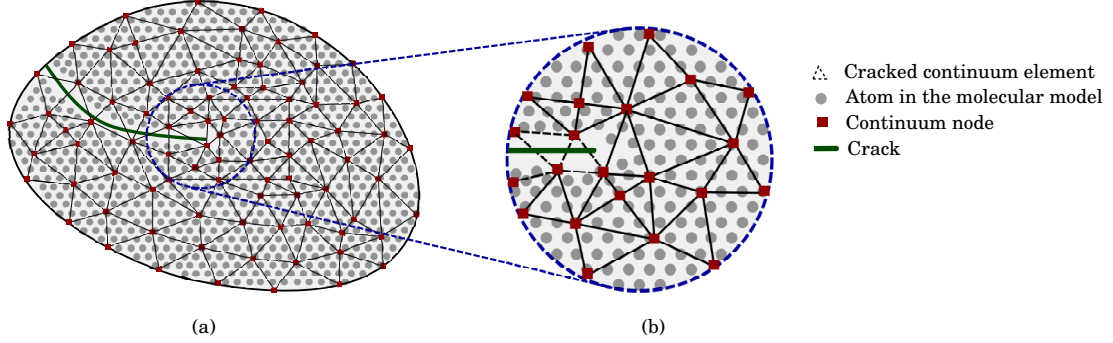 Cracked continuum element
Atom in the molecular model
Continuum node
Crack
(a)
(b)